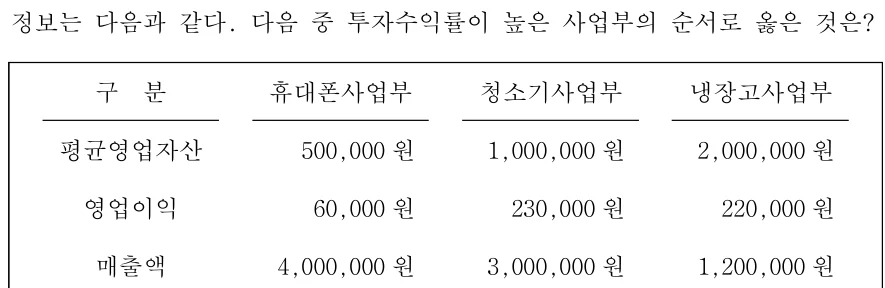 정보는 다음과 같다. 다음 중 투자수익률이 높은 사업부의 순서로 옳은 것은?
구 분 휴대폰사업부 청소기사업부 냉장고사업부
평균영업자산 500,000 원 1,000,000 원 2,000,000 원
영업이익 60,000 원 230,000 원 220,000 원
매출액 4,000,000 원 3,000,000 원 1,200,000 원